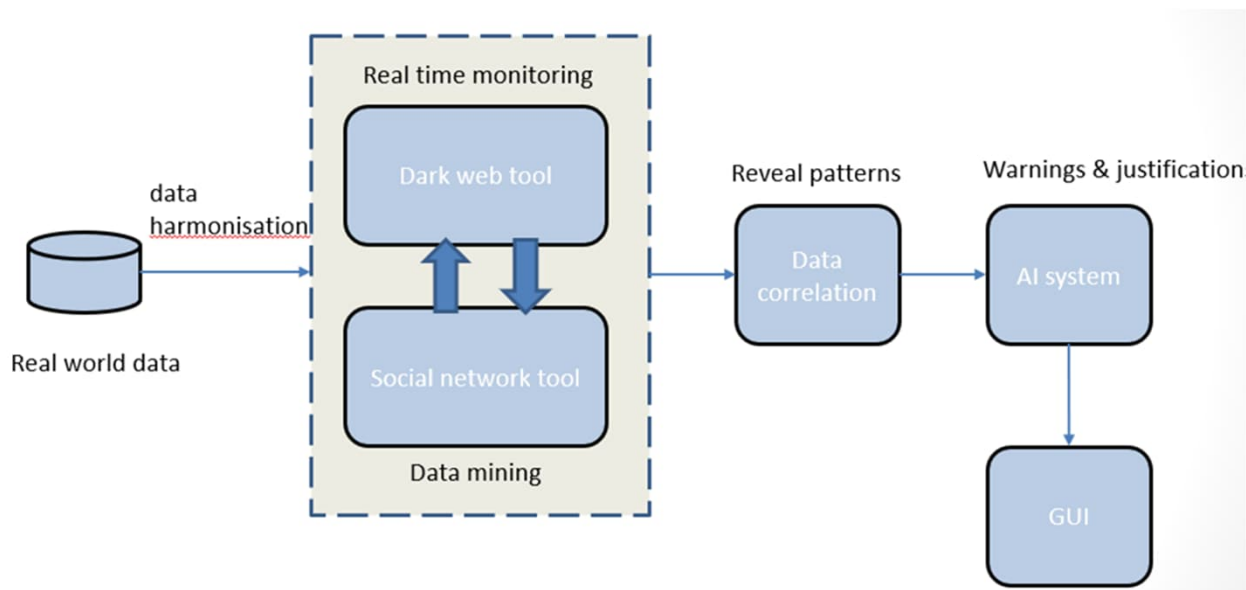 Real time monitoring
Dark web tool
data
harmonisation
Real world data
Social network tool
Data mining
Reveal patterns
Data
correlation
Warnings & justification
AI system
GUI